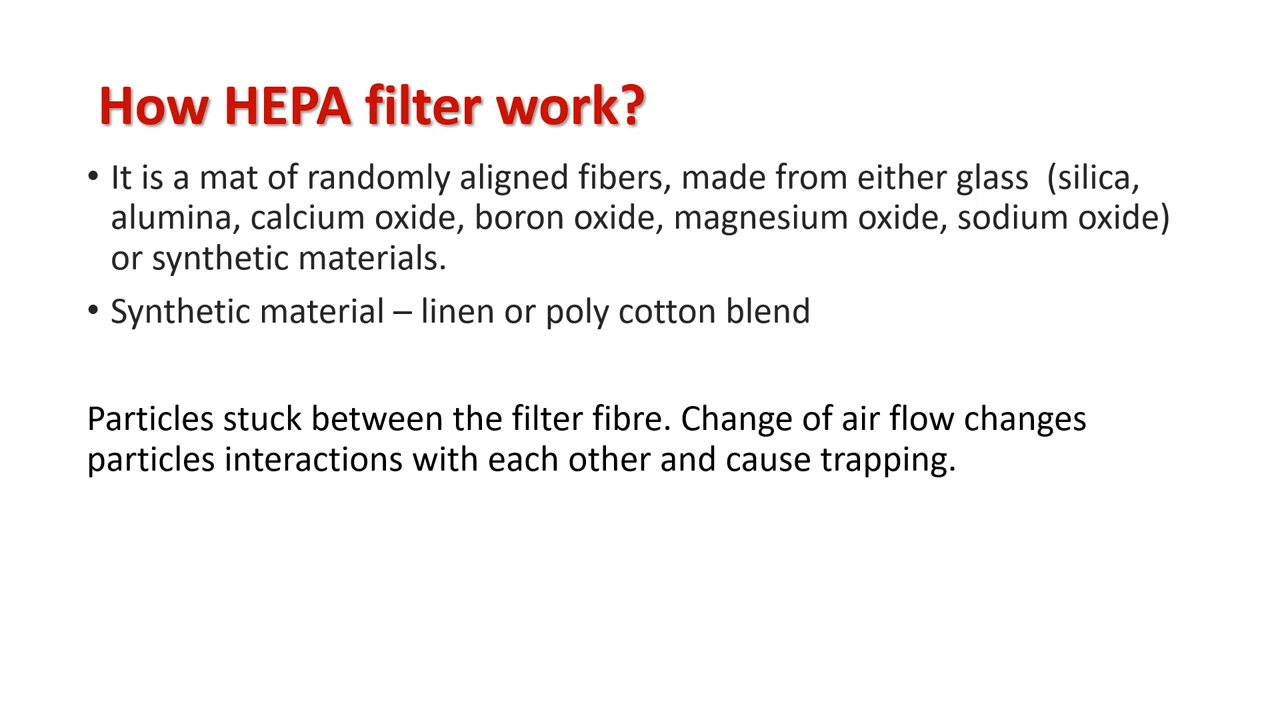 How HEPA filter work?
• It is a mat of randomly aligned fibers, made from either glass  (silica,
alumina, calcium oxide, boron oxide, magnesium oxide, sodium oxide)
or synthetic materials.
• Synthetic material – linen or poly cotton blend
Particles stuck between the filter fibre. Change of air flow changes
particles interactions with each other and cause trapping.